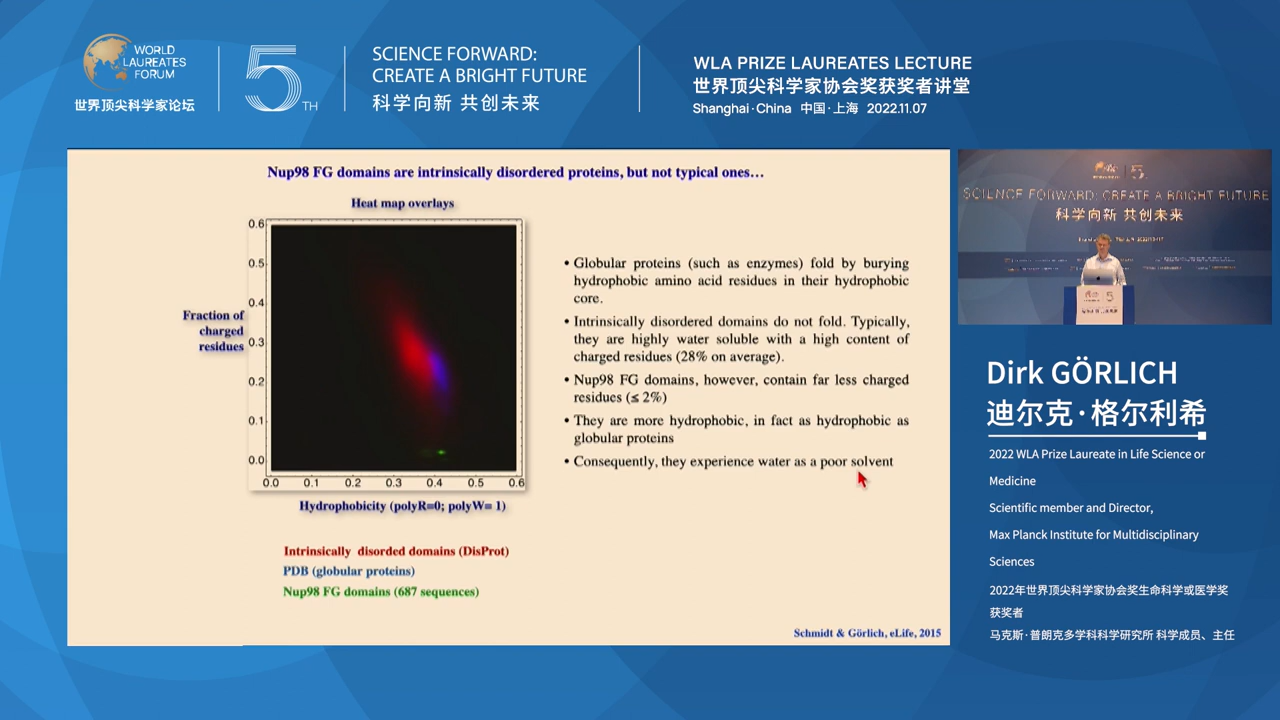 WORLD
LAUREATES
FORUM
世界顶尖科学家论坛
5TH
SCIENCE FORWARD:
CREATE A BRIGHT FUTURE
科学向新 共创未来
WLA PRIZE LAUREATES LECTURE
世界顶尖科学家协会奖获奖者讲堂
Shanghai·China 中国·上海 2022.11.07
Nup98 FG domains are intrinsically disordered proteins, but not typical ones…
Heat map overlays
0.6
0.5
0.4
0.3
0.2
0.1
0.0
Fraction of
charged
residues
0.0 0.1 0.2 0.3 0.4 0.5 0.6
Hydrophobicity (polyR=0; polyW= 1)
Intrinsically disorded domains (DisProt)
PDB (globular proteins)
Nup98 FG domains (687 sequences)
• Globular proteins (such as enzymes) fold by burying
hydrophobic amino acid residues in their hydrophobic
core.
• Intrinsically disordered domains do not fold. Typically,
they are highly water soluble with a high content of
charged residues (28% on average).
• Nup98 FG domains, however, contain far less charged
residues (≤ 2%)
• They are more hydrophobic, in fact as hydrophobic as
globular proteins
• Consequently, they experience water as a poor solvent
Schmidt & Görlich, eLife, 2015
SCIENCE FORWARD: CREATE A BRIGHT FUTURE
科学向新 共创未来
Dirk GÖRLICH
迪尔克·格尔利希
2022 WLA Prize Laureate in Life Science or
Medicine
Scientific member and Director,
Max Planck Institute for Multidisciplinary
Sciences
2022年世界顶尖科学家协会奖生命科学或医学奖
获奖者
马克斯·普朗克多学科科学研究所 科学成员、主任